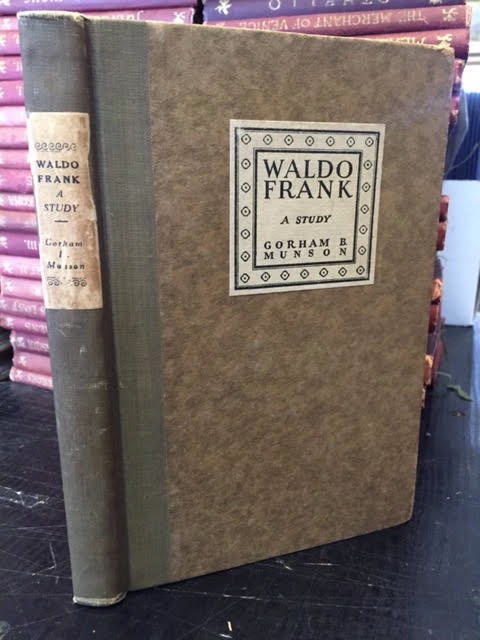 WALDO
FRANK
A
STUDY
Gorham
Munson
WALDO
FRANK
A STUDY
GORHAM B.
MUNSON
THE MERCHANT OF VENICE